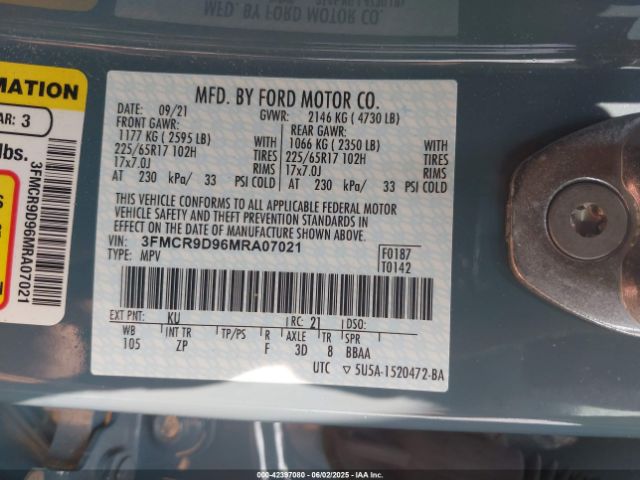 MFD. BY FORD MOTOR CO.
MATION
AR: 3
lbs.
3FMCR9D96MRA07021
MFD. BY FORD MOTOR CO.
DATE: 09/21 GVWR: 2146 KG ( 4730 LB)
FRONT GAWR: REAR GAWR:
1177 KG ( 2595 LB) WITH 1066 KG ( 2350 LB) WITH
225/65R17 102H TIRES 225/65R17 102H TIRES
17x7.0J RIMS 17x7.0J RIMS
AT 230 kPa/ 33 PSI COLD AT 230 kPa/ 33 PSI COLD
THIS VEHICLE CONFORMS TO ALL APPLICABLE FEDERAL MOTOR
VEHICLE SAFETY AND THEFT PREVENTION STANDARDS IN
EFFECT ON THE DATE OF MANUFACTURE SHOWN ABOVE.
VIN: 3FMCR9D96MRA07021 F0187
TYPE: MPV T0142
EXT PNT: KU RC: 21 DSO:
WB INT TR TP/PS R AXLE TR SPR
105 ZP F 3D 8 BBAA
UTC ▽ 5U5A-1520472-BA
000-42397080 - 06/02/2025 - IAA Inc.